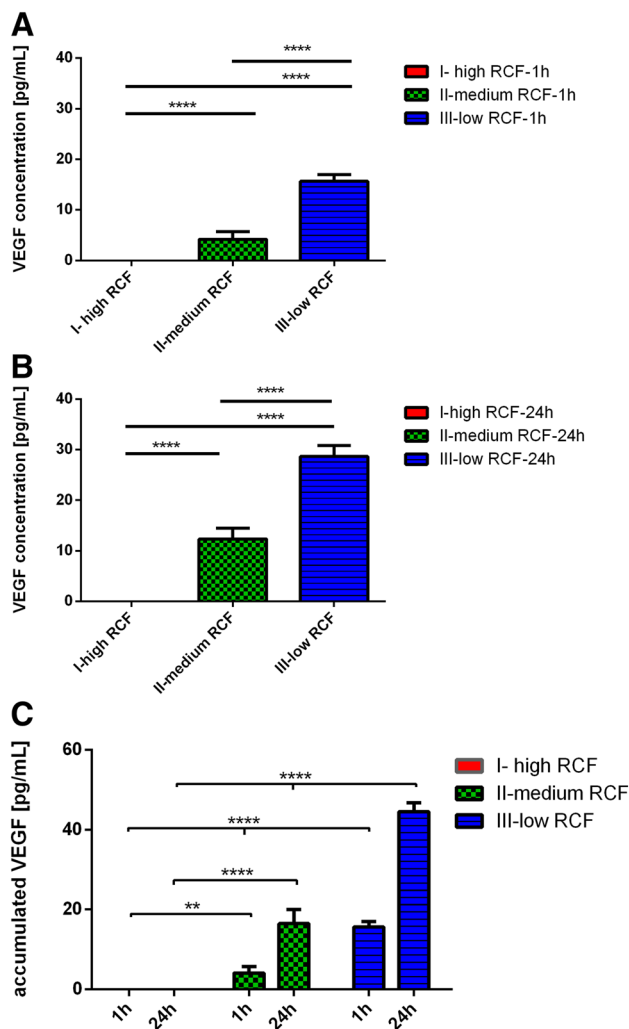 A
VEGF concentration [pg/mL]
40
30
20
10
0
****
****
****
I- high RCF
II-medium RCF
III-low RCF
I- high RCF-1h
II-medium RCF-1h
III-low RCF-1h
B
VEGF concentration [pg/mL]
40
30
20
10
0
****
****
****
I-high RCF
II-medium RCF
III-low RCF
I-high RCF-24h
II-medium RCF-24h
III-low RCF-24h
C
accumulated VEGF [pg/mL]
60
40
20
0
****
****
****
**
1h
24h
1h
24h
1h
24h
I- high RCF
II-medium RCF
III-low RCF